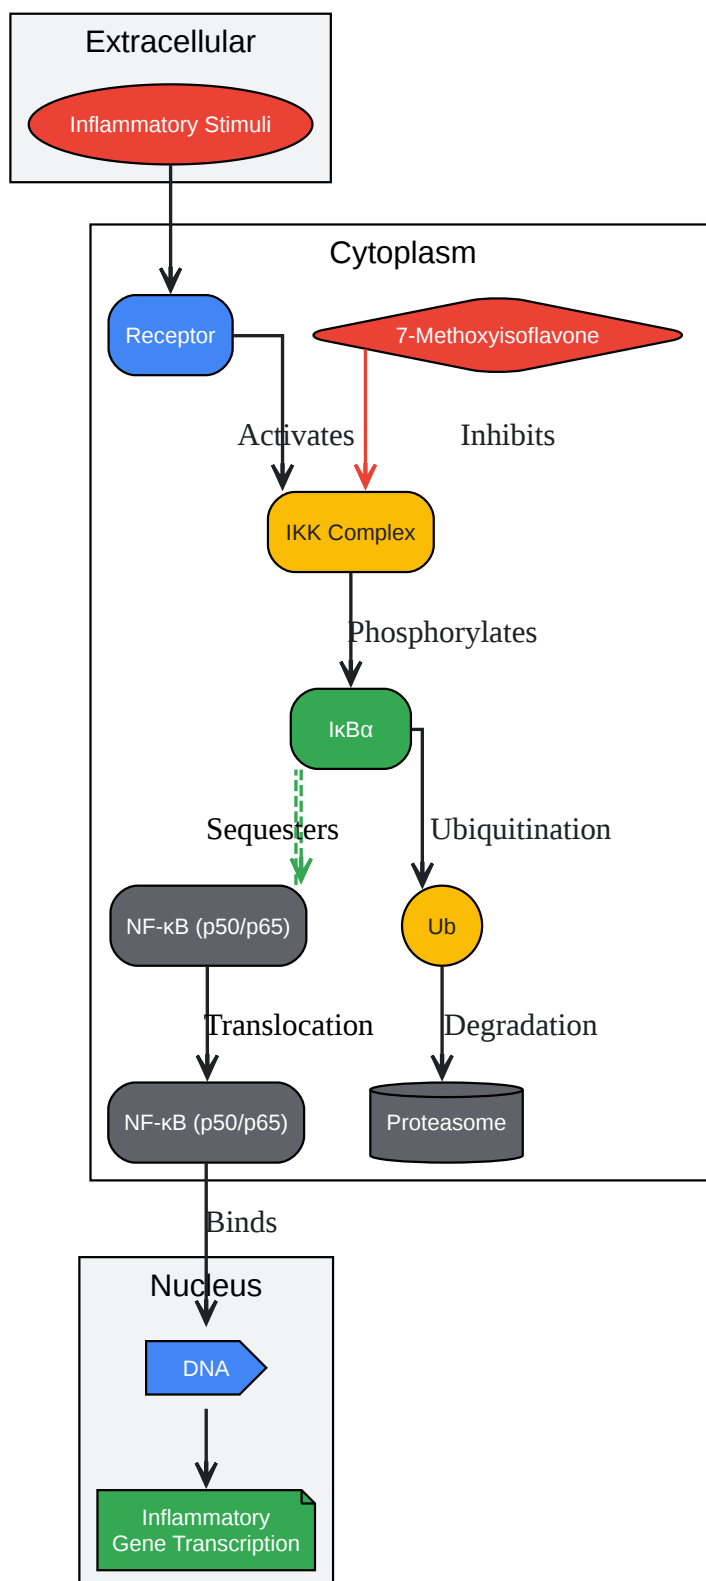 Extracellular
Inflammatory Stimuli
Cytoplasm
Receptor
7-Methoxyisoflavone
Activates
Inhibits
IKK Complex
Phosphorylates
IκBα
Sequesters
Ubiquitination
NF-κB (p50/p65)
Ub
Translocation
Degradation
NF-κB (p50/p65)
Proteasome
Binds
Nucleus
DNA
Inflammatory
Gene Transcription